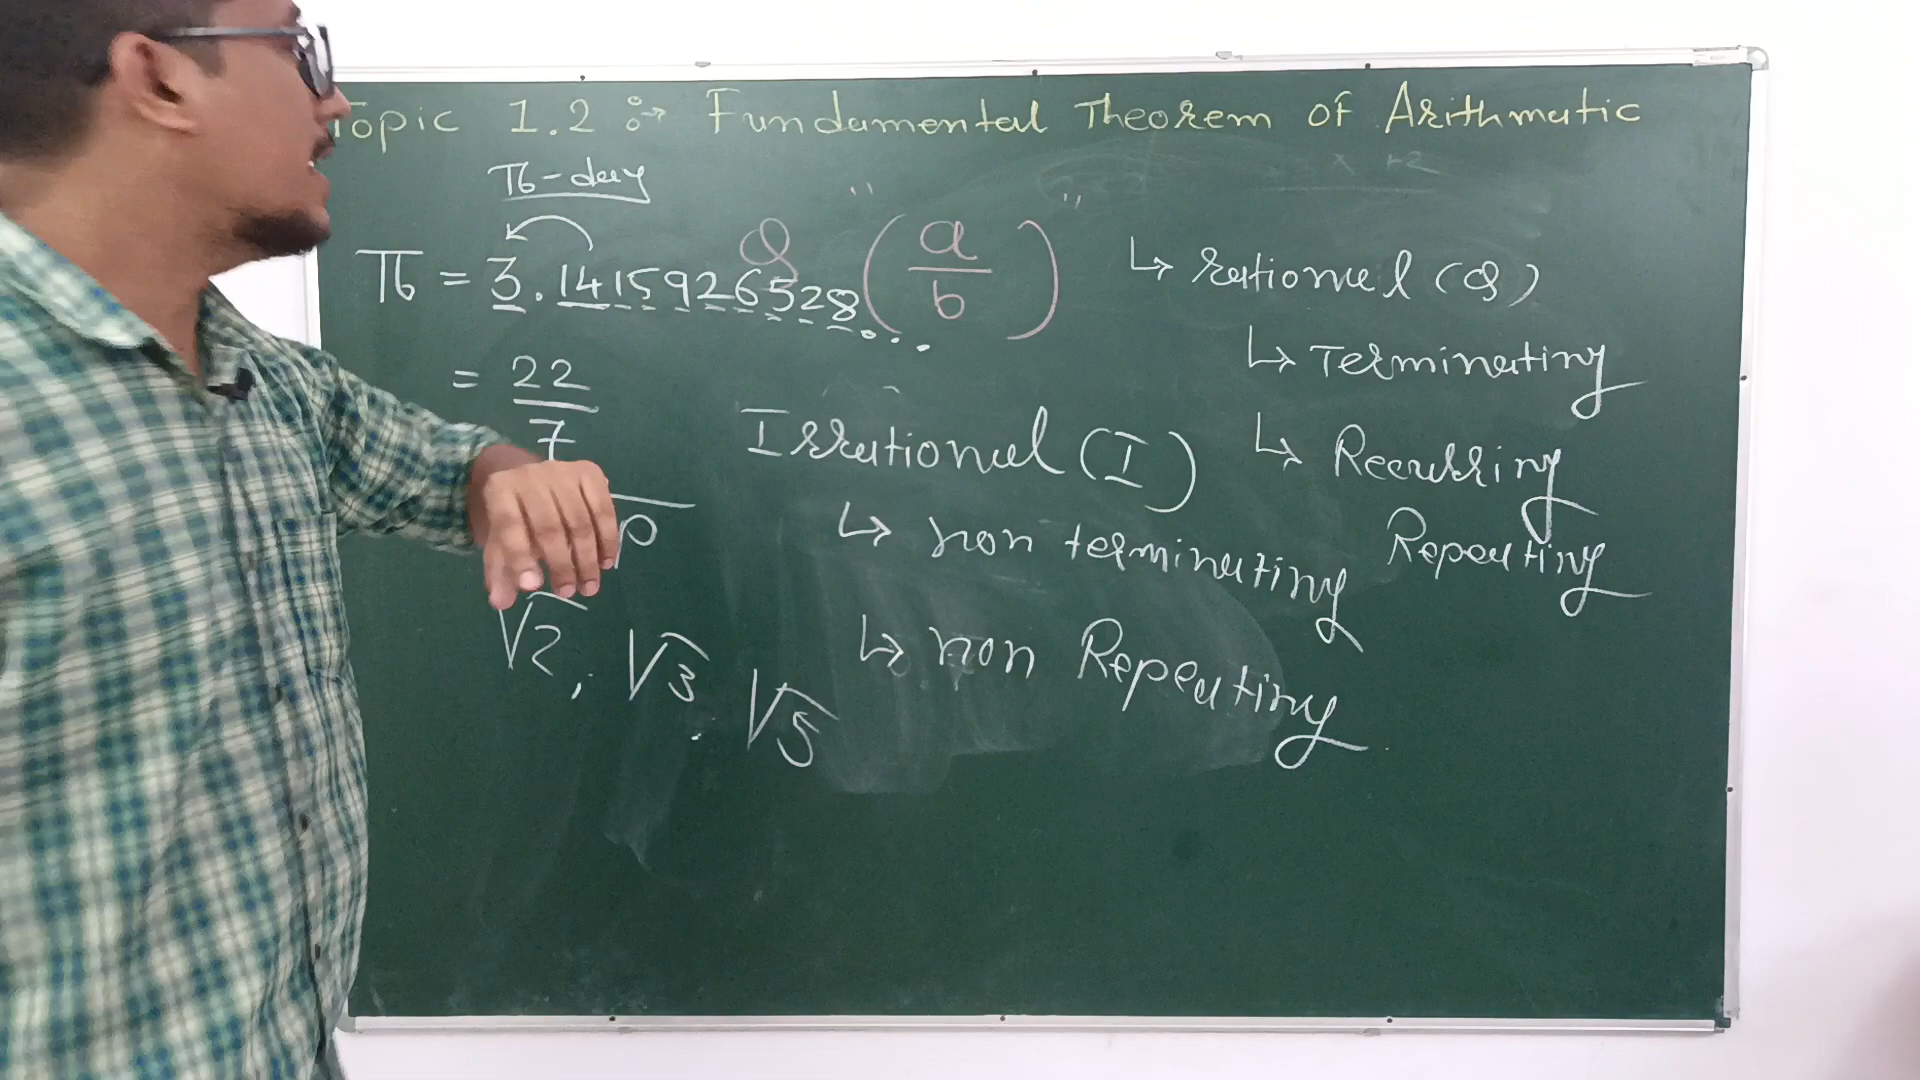 Topic 1.2 :→ Fundamental Theorem of Arithmatic
π-day
π = 3.1415926528...
Q " ( a/b ) "
= 22/7
√p
√2, √3 √5
Irrational (I)
↳ non terminating
↳ non Repeating
↳ rational (Q)
↳ Terminating
↳ Recurring
Repeating